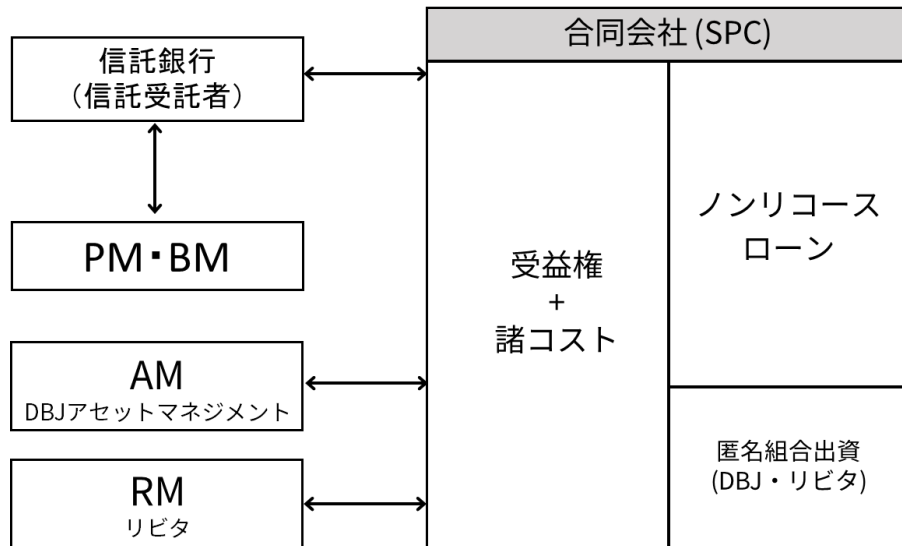 合同会社 (SPC)
信託銀行
（信託受託者）
PM・BM
AM
DBJアセットマネジメント
RM
リビタ
受益権
+
諸コスト
ノンリコース
ローン
匿名組合出資
(DBJ・リビタ)